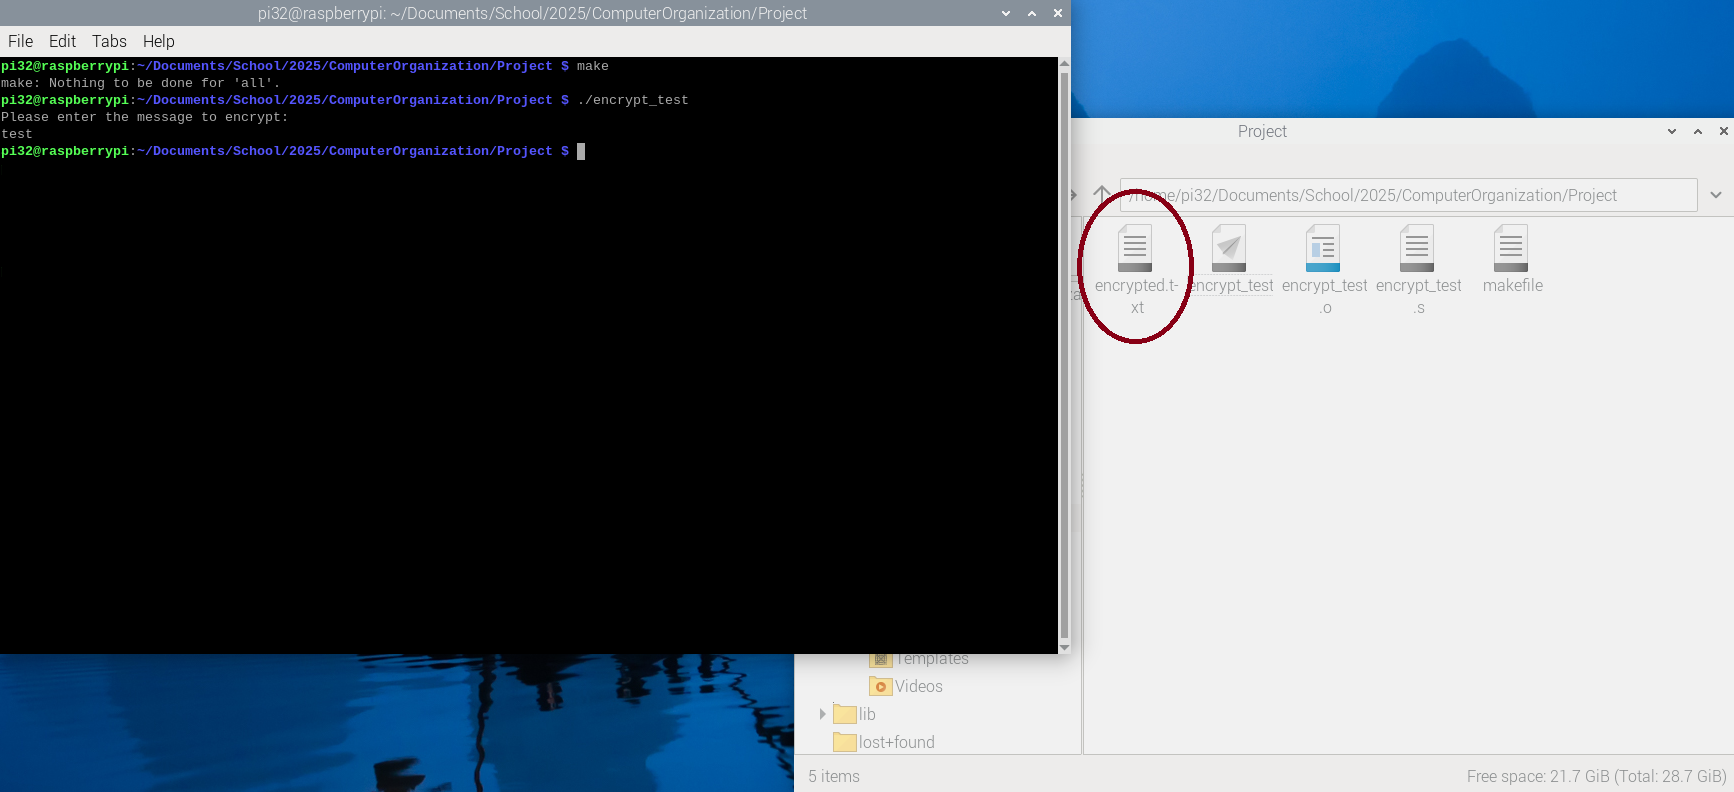 pi32@raspberrypi: ~/Documents/School/2025/ComputerOrganization/Project
File Edit Tabs Help
pi32@raspberrypi:~/Documents/School/2025/ComputerOrganization/Project $ make
make: Nothing to be done for 'all'.
pi32@raspberrypi:~/Documents/School/2025/ComputerOrganization/Project $ ./encrypt_test
Please enter the message to encrypt:
test
pi32@raspberrypi:~/Documents/School/2025/ComputerOrganization/Project $
Project
/home/pi32/Documents/School/2025/ComputerOrganization/Project
encrypted.t-
xt
encrypt_test
encrypt_test
.o
encrypt_test
.s
makefile
Templates
Videos
lib
lost+found
5 items
Free space: 21.7 GiB (Total: 28.7 GiB)